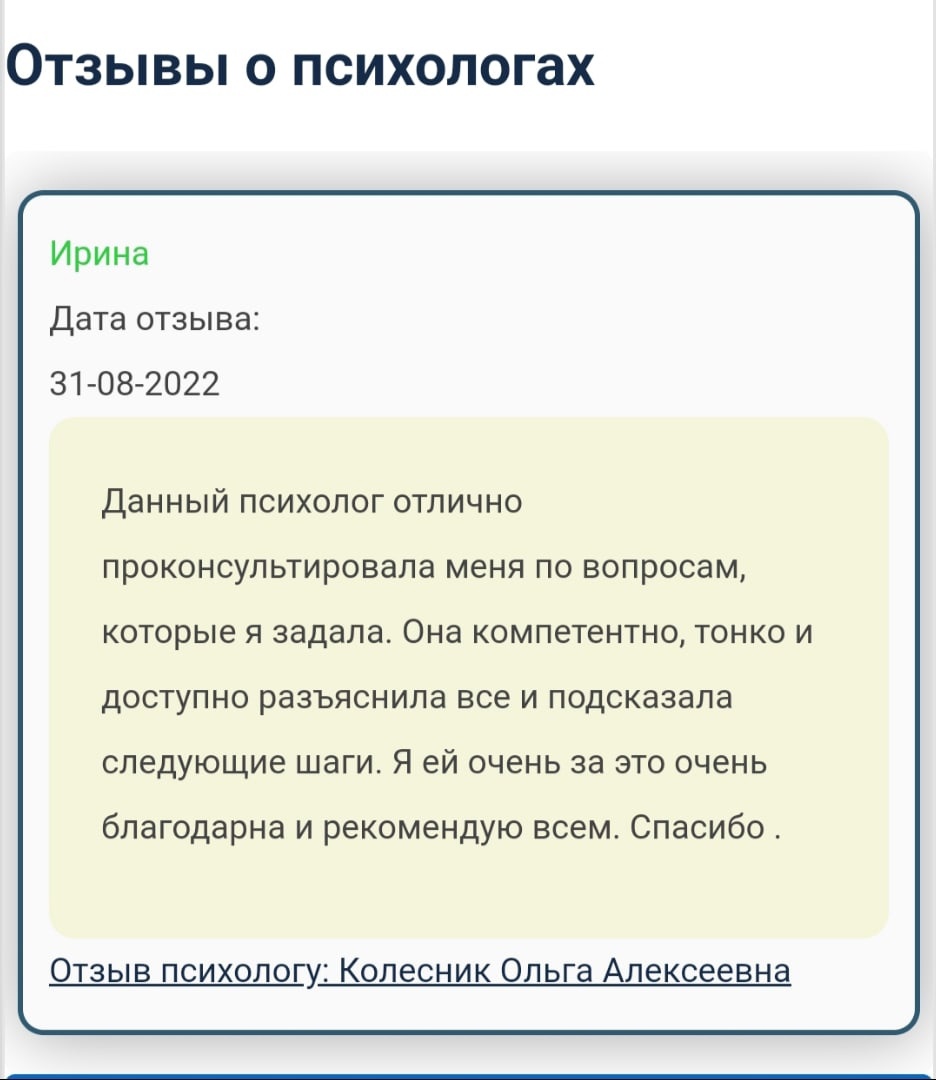 Отзывы о психологах
Ирина
Дата отзыва:
31-08-2022
Данный психолог отлично
проконсультировала меня по вопросам,
которые я задала. Она компетентно, тонко и
доступно разъяснила все и подсказала
следующие шаги. Я ей очень за это очень
благодарна и рекомендую всем. Спасибо .
Отзыв психологу: Колесник Ольга Алексеевна